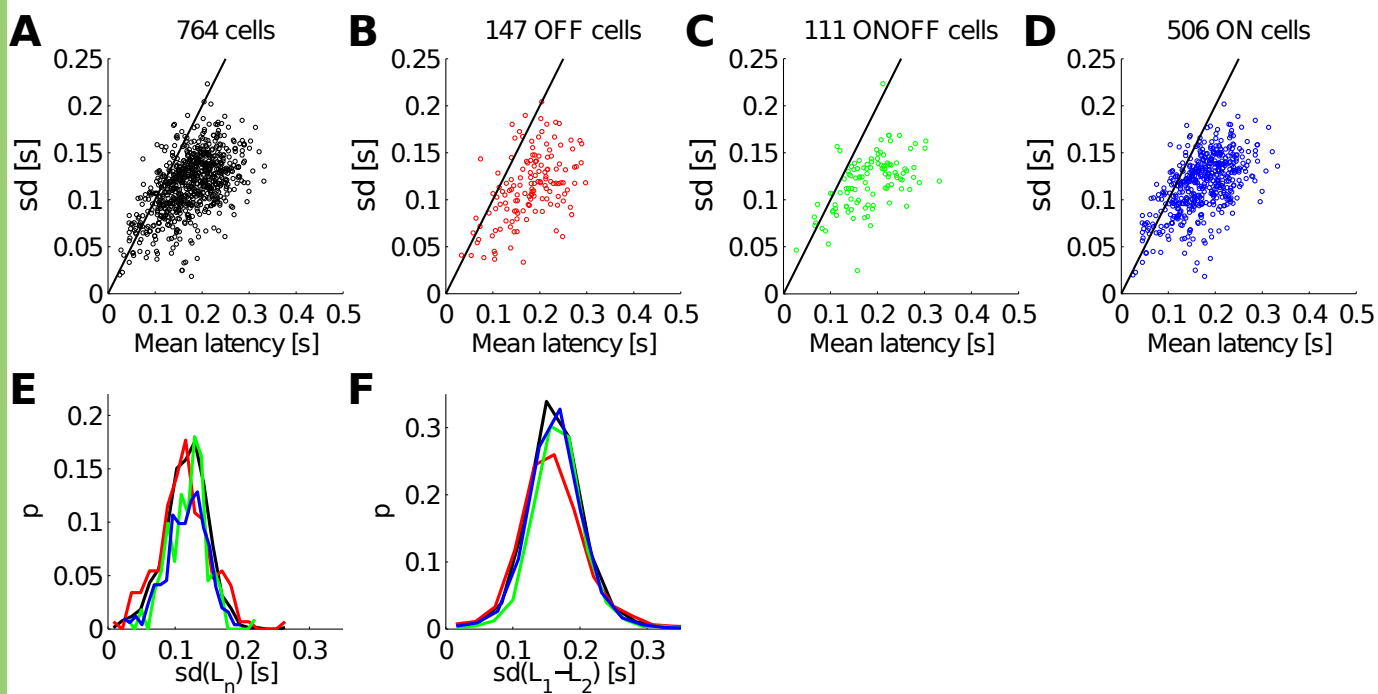 A 764 cells
B 147 OFF cells
C 111 ONOFF cells
D 506 ON cells
0.25
0.2
0.15
0.1
0.05
0
sd [s]
0 0.1 0.2 0.3 0.4 0.5
Mean latency [s]
0.25
0.2
0.15
0.1
0.05
0
sd [s]
0 0.1 0.2 0.3 0.4 0.5
Mean latency [s]
0.25
0.2
0.15
0.1
0.05
0
sd [s]
0 0.1 0.2 0.3 0.4 0.5
Mean latency [s]
0.25
0.2
0.15
0.1
0.05
0
sd [s]
0 0.1 0.2 0.3 0.4 0.5
Mean latency [s]
E
0.2
0.15
0.1
0.05
0
p
0.1 0.2 0.3
sd(L_n) [s]
F
0.3
0.2
0.1
0
p
0.1 0.2 0.3
sd(L_1−L_2) [s]